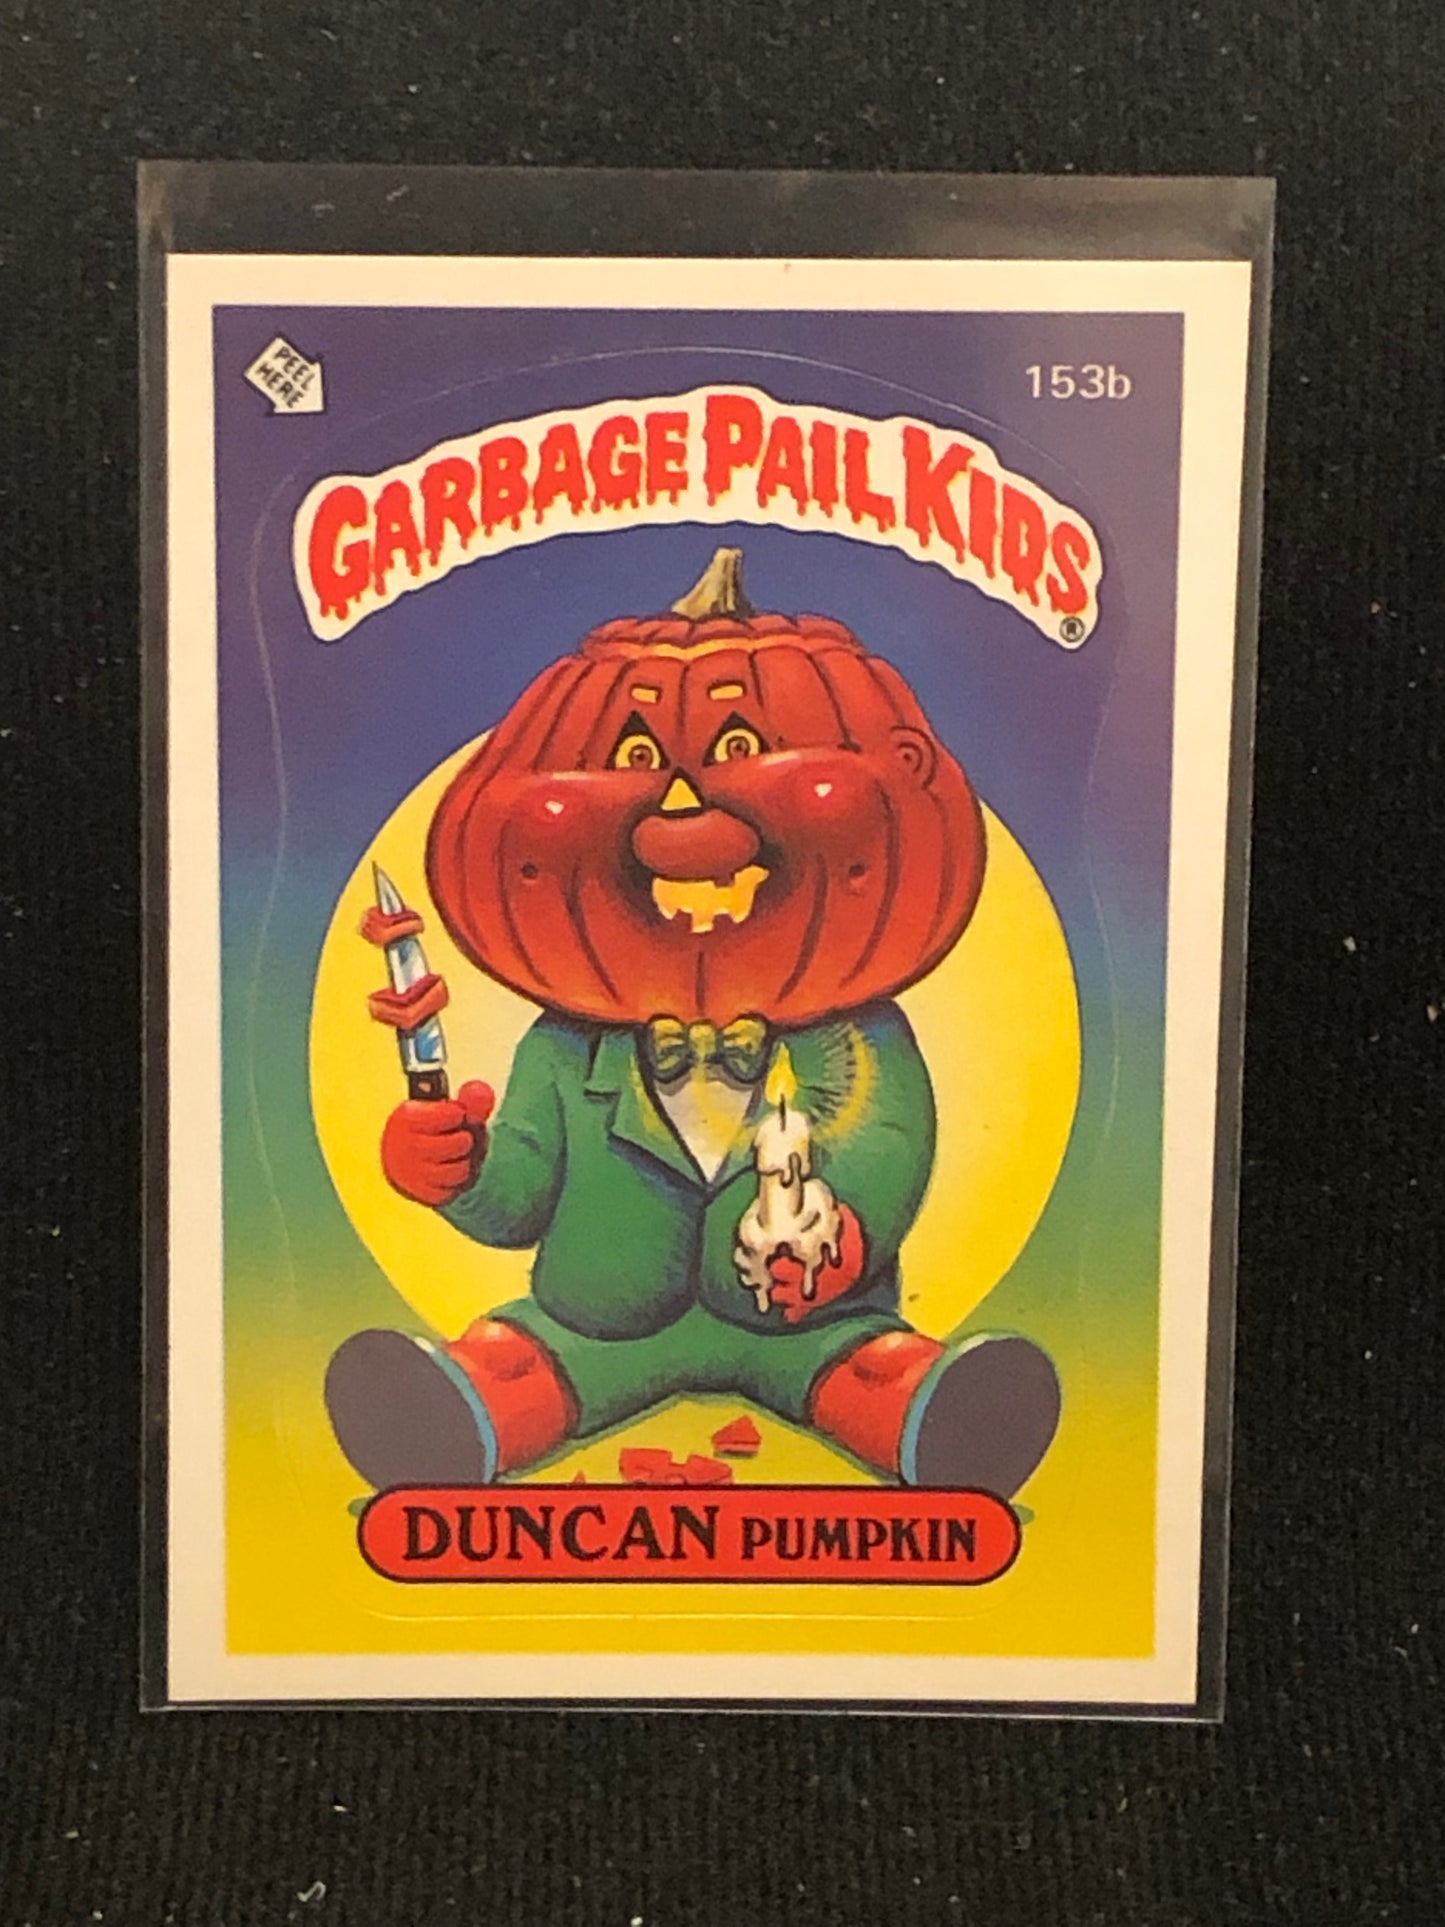 PEEL
HERE
153b
GARBAGE PAIL KIDS
®
DUNCAN PUMPKIN